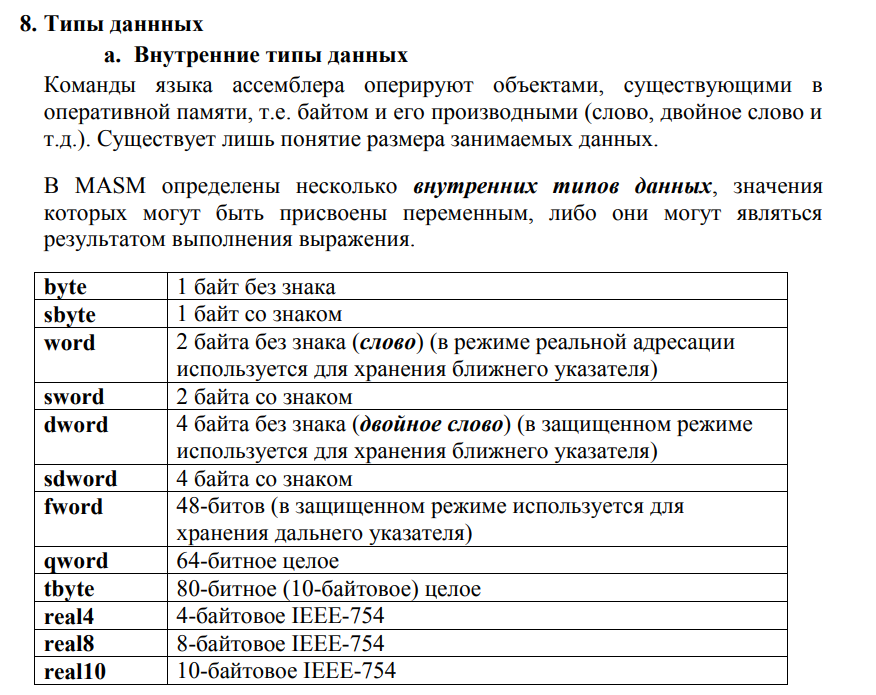 8. Типы даннных
a. Внутренние типы данных
Команды языка ассемблера оперируют объектами, существующими в
оперативной памяти, т.е. байтом и его производными (слово, двойное слово и
т.д.). Существует лишь понятие размера занимаемых данных.
В MASM определены несколько внутренних типов данных, значения
которых могут быть присвоены переменным, либо они могут являться
результатом выполнения выражения.
byte 1 байт без знака
sbyte 1 байт со знаком
word 2 байта без знака (слово) (в режиме реальной адресации
используется для хранения ближнего указателя)
sword 2 байта со знаком
dword 4 байта без знака (двойное слово) (в защищенном режиме
используется для хранения ближнего указателя)
sdword 4 байта со знаком
fword 48-битов (в защищенном режиме используется для
хранения дальнего указателя)
qword 64-битное целое
tbyte 80-битное (10-байтовое) целое
real4 4-байтовое IEEE-754
real8 8-байтовое IEEE-754
real10 10-байтовое IEEE-754